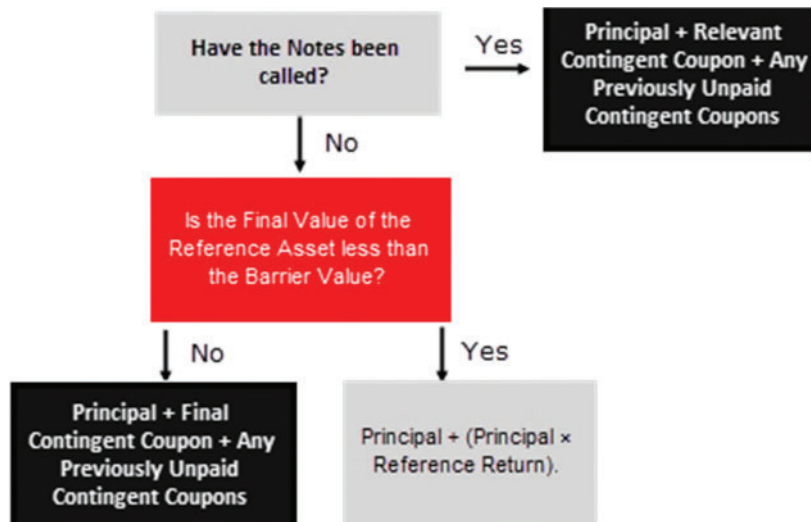 Have the Notes been
called?
Yes
Principal + Relevant
Contingent Coupon + Any
Previously Unpaid
Contingent Coupons
No
Is the Final Value of the
Reference Asset less than
the Barrier Value?
No
Yes
Principal + Final
Contingent Coupon + Any
Previously Unpaid
Contingent Coupons
Principal + (Principal ×
Reference Return).